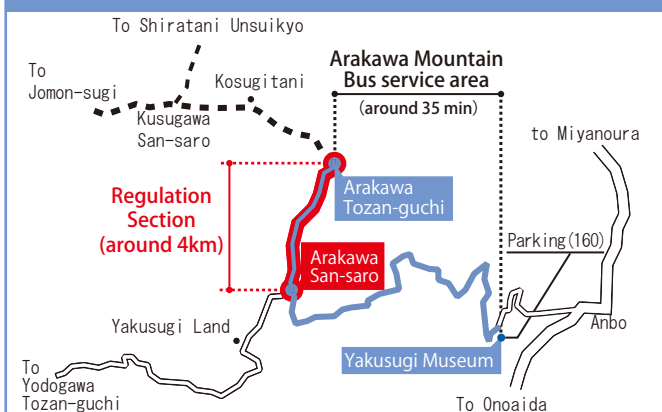 To Shiratani Unsuikyo
To
Jomon-sugi
Kosugitani
Kusugawa
San-saro
Arakawa Mountain
Bus service area
(around 35 min)
to Miyanoura
Arakawa
Tozan-guchi
Regulation
Section
(around 4km)
Parking(160)
Arakawa
San-saro
Yakusugi Land
Anbo
Yakusugi Museum
To
Yodogawa
Tozan-guchi
To Onoaida